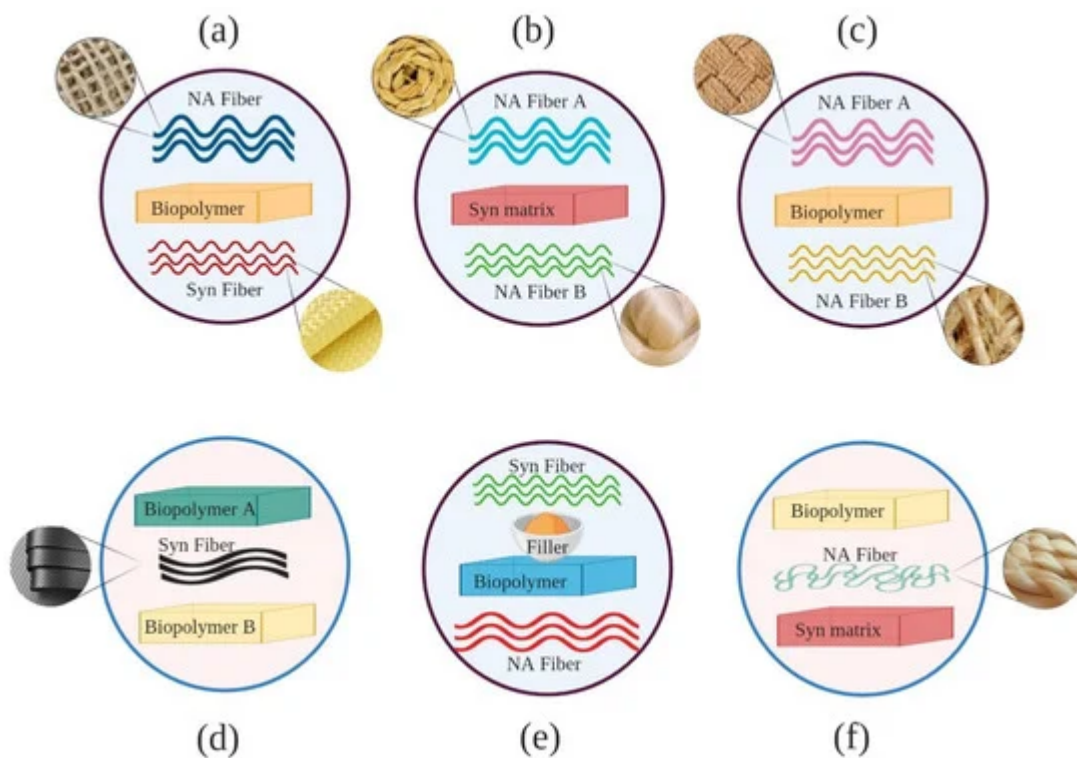 (a)
NA Fiber
Biopolymer
Syn Fiber
(b)
NA Fiber A
Syn matrix
NA Fiber B
(c)
NA Fiber A
Biopolymer
NA Fiber B
Biopolymer A
Syn Fiber
Biopolymer B
(d)
Syn Fiber
Filler
Biopolymer
NA Fiber
(e)
Biopolymer
NA Fiber
Syn matrix
(f)